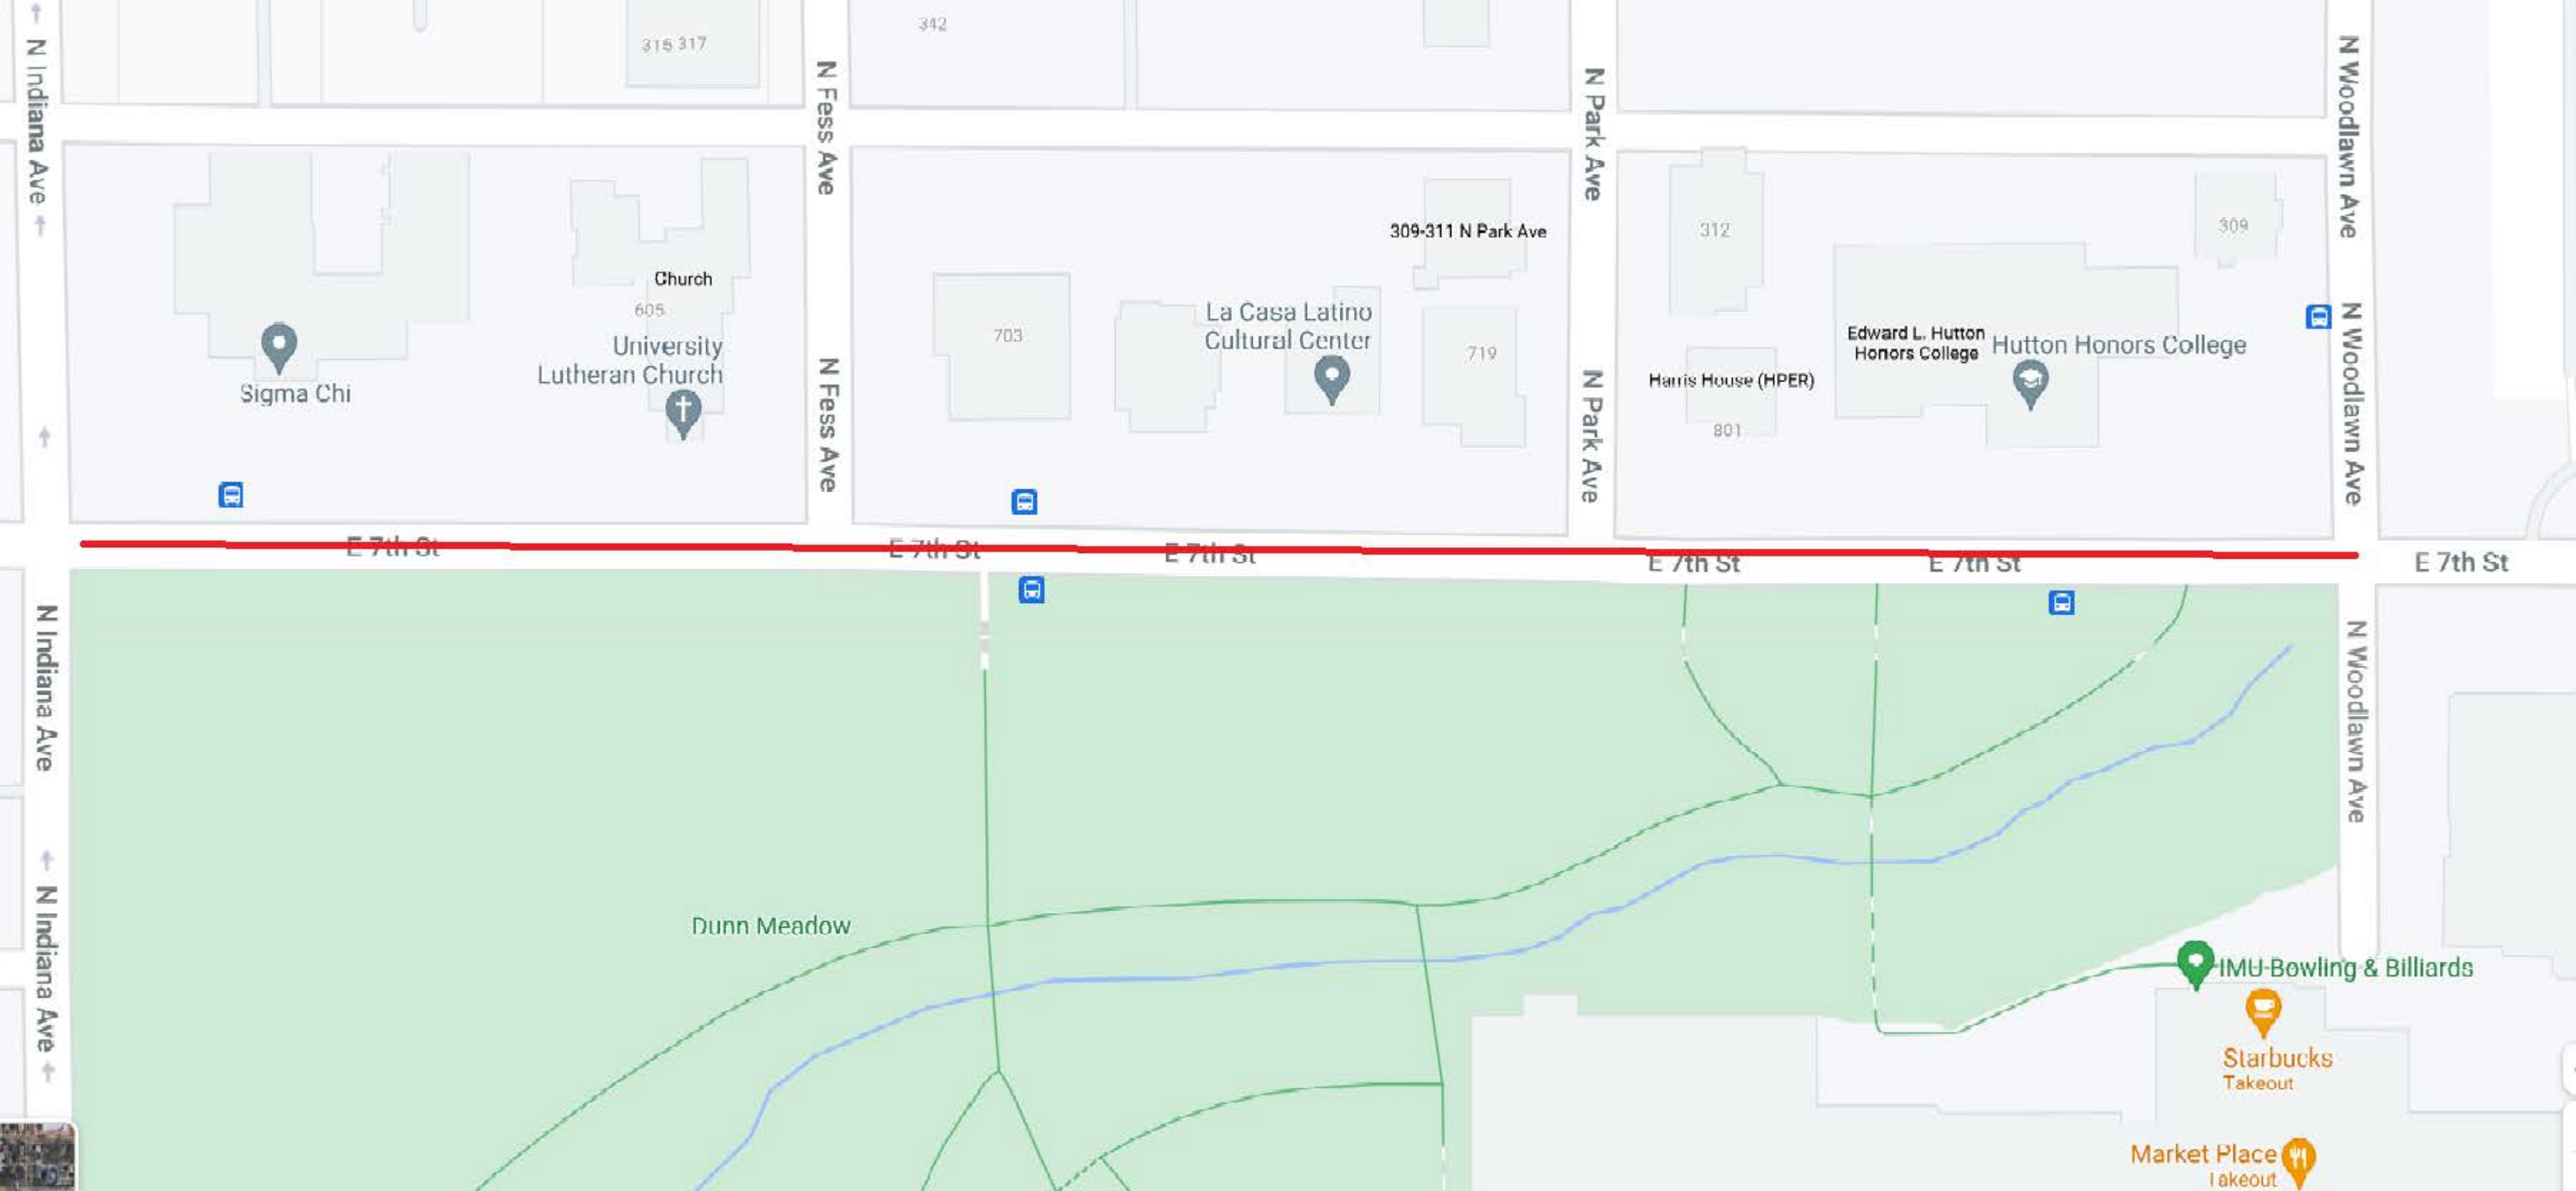 N Indiana Ave
315 317
N Fess Ave
342
N Park Ave
N Woodlawn Ave
Church
605
University
Lutheran Church
Sigma Chi
N Fess Ave
703
La Casa Latino
Cultural Center
309-311 N Park Ave
719
N Park Ave
312
Harris House (HPER)
801
Edward L. Hutton
Honors College
Hutton Honors College
309
N Woodlawn Ave
E 7th St
E 7th St
E 7th St
E 7th St
E 7th St
E 7th St
N Indiana Ave
N Woodlawn Ave
N Indiana Ave
Dunn Meadow
IMU Bowling & Billiards
Starbucks
Takeout
Market Place
Takeout